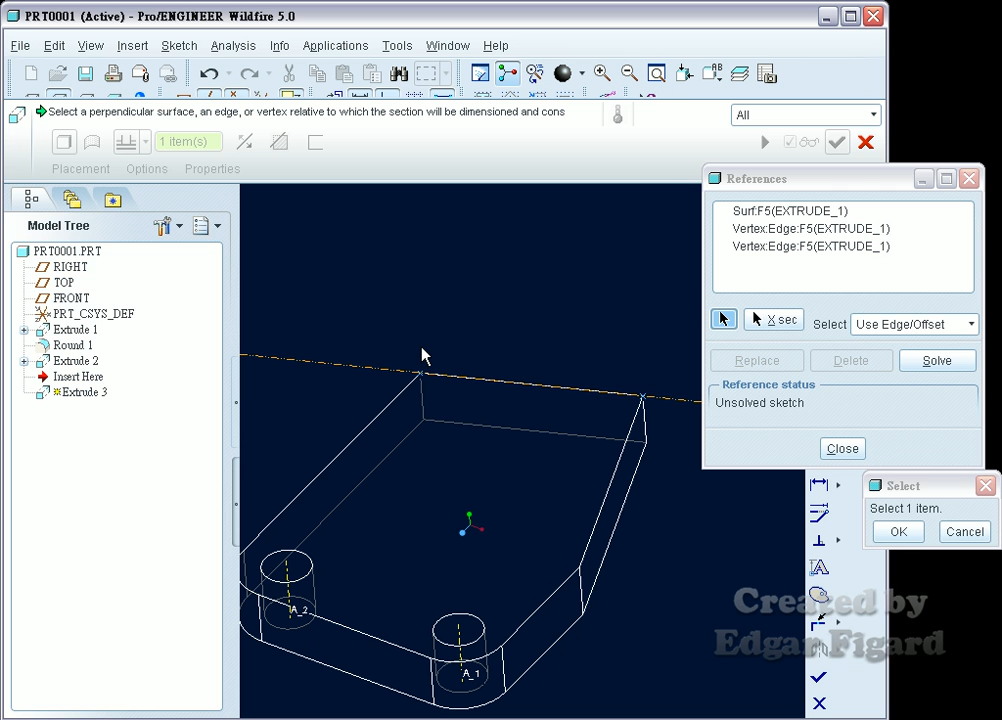 PRT0001 (Active) - Pro/ENGINEER Wildfire 5.0
File Edit View Insert Sketch Analysis Info Applications Tools Window Help
Select a perpendicular surface, an edge, or vertex relative to which the section will be dimensioned and cons
All
1 item(s)
Placement Options Properties
References
Model Tree
Surf:F5(EXTRUDE_1)
Vertex:Edge:F5(EXTRUDE_1)
Vertex:Edge:F5(EXTRUDE_1)
PRT0001.PRT
RIGHT
TOP
FRONT
PRT_CSYS_DEF
Extrude 1
Round 1
Extrude 2
Insert Here
Extrude 3
X sec Select Use Edge/Offset
Replace Delete Solve
Reference status
Unsolved sketch
Close
Select
Select 1 item.
OK Cancel
A_2
A_1
Created by
Edgar Figard